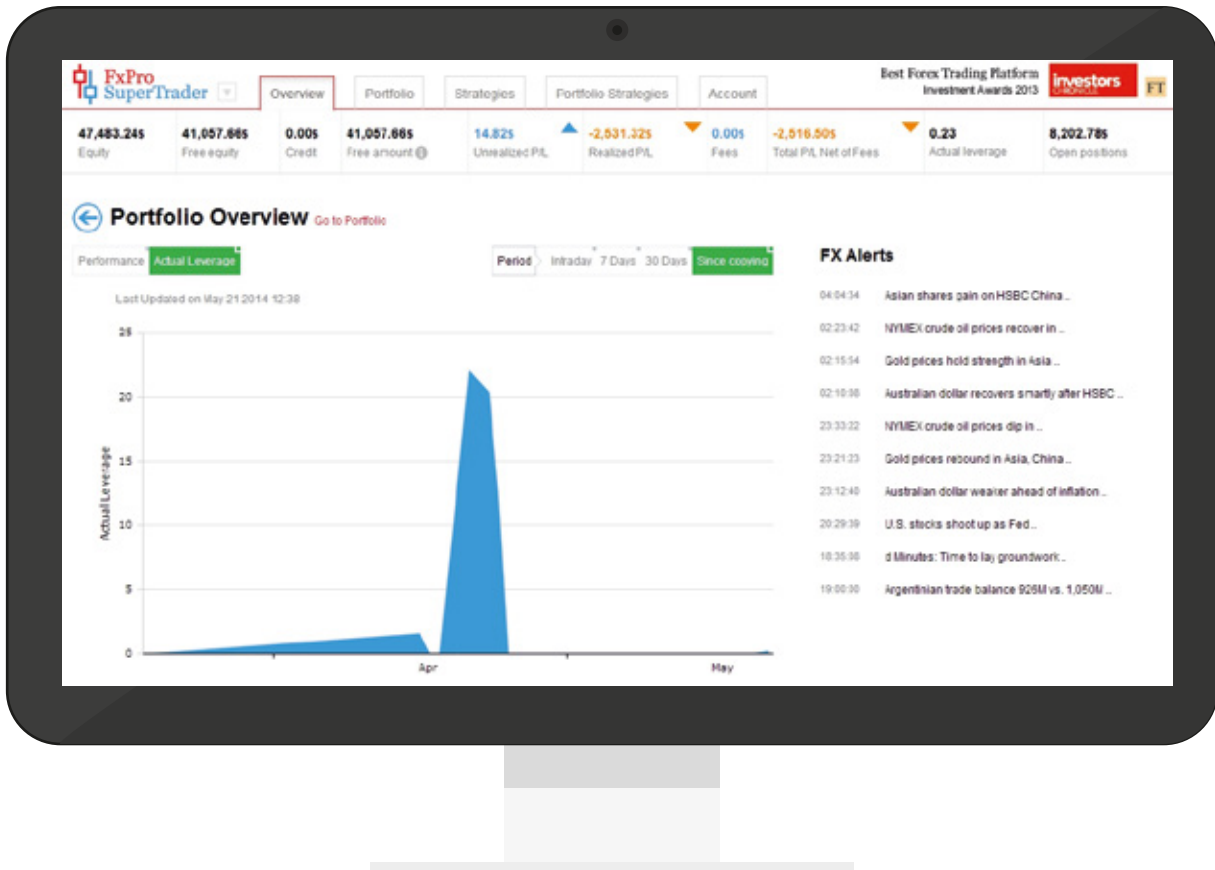 FxPro
SuperTrader
Overview
Portfolio
Strategies
Portfolio Strategies
Account
Best Forex Trading Platform
Investment Awards 2013
investors
CHRONICLE
FT
47,483.24$
Equity
41,057.66$
Free equity
0.00$
Credit
41,057.66$
Free amount
14.82$
Unrealized P/L
-2,531.32$
Realized P/L
0.00$
Fees
-2,516.50$
Total P/L Net of Fees
0.23
Actual leverage
8,202.78$
Open positions
Portfolio Overview Go to Portfolio
Performance Actual Leverage
Period Intraday 7 Days 30 Days Since copying
Last Updated on May 21 2014 12:38
25
20
15
10
5
0
Actual Leverage
Apr
May
FX Alerts
04:04:34 Asian shares gain on HSBC China ..
02:23:42 NYMEX crude oil prices recover in ..
02:15:54 Gold prices hold strength in Asia ..
02:10:08 Australian dollar recovers smartly after HSBC ..
23:33:22 NYMEX crude oil prices dip in ..
23:21:23 Gold prices rebound in Asia, China ..
23:12:40 Australian dollar weaker ahead of inflation ..
20:29:39 U.S. stocks shoot up as Fed ..
d Minutes: Time to lay groundwork ..
19:00:00 Argentinian trade balance 926M vs. 1,050M ..